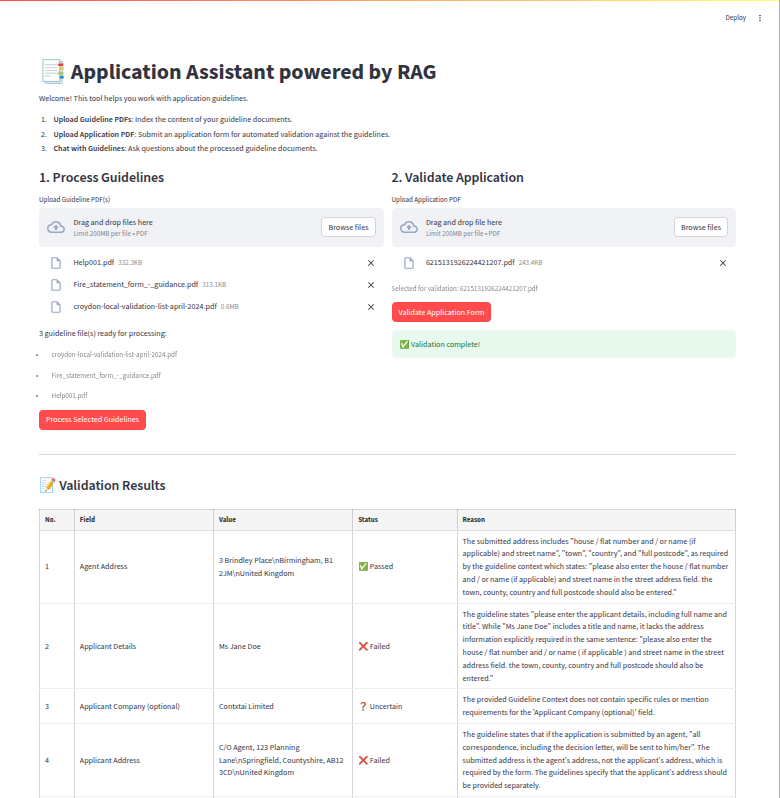 Deploy
Application Assistant powered by RAG
Welcome! This tool helps you work with application guidelines.
1. Upload Guideline PDFs: Index the content of your guideline documents.
2. Upload Application PDF: Submit an application form for automated validation against the guidelines.
3. Chat with Guidelines: Ask questions about the processed guideline documents.
1. Process Guidelines
Upload Guideline PDF(s)
Drag and drop files here
Limit 200MB per file • PDF
Browse files
Help001.pdf 332.3KB
Fire_statement_form_-_guidance.pdf 313.1KB
croydon-local-validation-list-april-2024.pdf 0.6MB
3 guideline file(s) ready for processing:
• croydon-local-validation-list-april-2024.pdf
• Fire_statement_form_-_guidance.pdf
• Help001.pdf
Process Selected Guidelines
2. Validate Application
Upload Application PDF
Drag and drop file here
Limit 200MB per file • PDF
Browse files
6215131926224421207.pdf 243.4KB
Selected for validation: 6215131926224421207.pdf
Validate Application Form
Validation complete!
Validation Results
No. Field Value Status Reason
1
Agent Address
3 Brindley Place\nBirmingham, B1
2JM\nUnited Kingdom
Passed
The submitted address includes "house / flat number and / or name (if
applicable) and street name", "town", "country", and "full postcode", as required
by the guideline context which states: "please also enter the house / flat number
and / or name (if applicable) and street name in the street address field. the
town, county, country and full postcode should also be entered."
2
Applicant Details
Ms Jane Doe
Failed
The guideline states "please enter the applicant details, including full name and
title". While "Ms Jane Doe" includes a title and name, it lacks the address
information explicitly required in the same sentence: "please also enter the
house / flat number and / or name ( if applicable ) and street name in the street
address field. the town, county, country and full postcode should also be
entered."
3
Applicant Company (optional)
Contxtai Limited
Uncertain
The provided Guideline Context does not contain specific rules or mention
requirements for the 'Applicant Company (optional)' field.
4
Applicant Address
C/O Agent, 123 Planning
Lane\nSpringfield, Countyshire, AB12
3CD\nUnited Kingdom
Failed
The guideline states that if the application is submitted by an agent, "all
correspondence, including the decision letter, will be sent to him/her". The
submitted address is the agent's address, not the applicant's address, which is
required by the form. The guidelines specify that the applicant's address should
be provided separately.